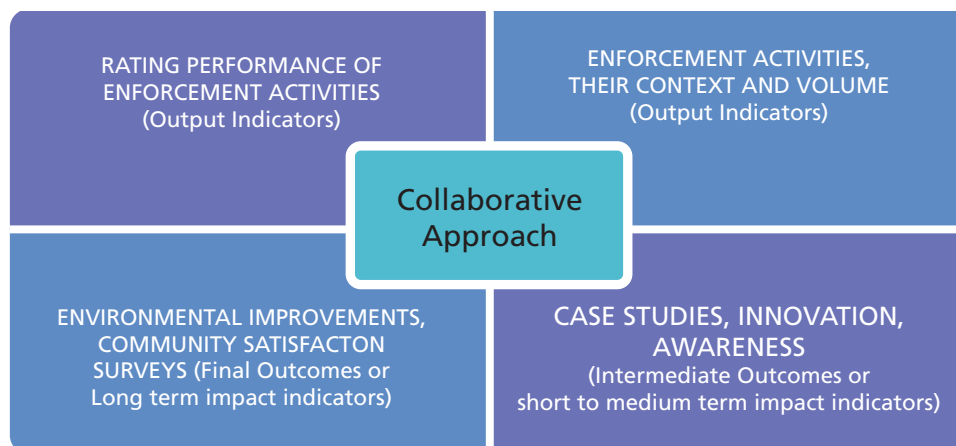 RATING PERFORMANCE OF
ENFORCEMENT ACTIVITIES
(Output Indicators)
ENFORCEMENT ACTIVITIES,
THEIR CONTEXT AND VOLUME
(Output Indicators)
Collaborative
Approach
ENVIRONMENTAL IMPROVEMENTS,
COMMUNITY SATISFACTON
SURVEYS (Final Outcomes or
Long term impact indicators)
CASE STUDIES, INNOVATION,
AWARENESS
(Intermediate Outcomes or
short to medium term impact indicators)